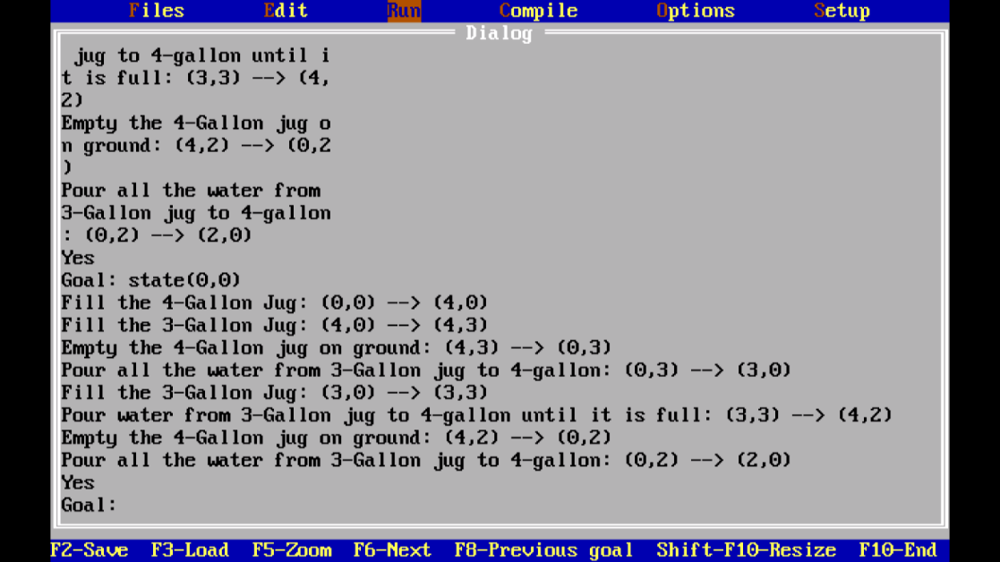 Files Edit Run Compile Options Setup
Dialog
jug to 4-gallon until i
t is full: (3,3) --> (4,
2)
Empty the 4-Gallon jug o
n ground: (4,2) --> (0,2
)
Pour all the water from
3-Gallon jug to 4-gallon
: (0,2) --> (2,0)
Yes
Goal: state(0,0)
Fill the 4-Gallon Jug: (0,0) --> (4,0)
Fill the 3-Gallon Jug: (4,0) --> (4,3)
Empty the 4-Gallon jug on ground: (4,3) --> (0,3)
Pour all the water from 3-Gallon jug to 4-gallon: (0,3) --> (3,0)
Fill the 3-Gallon Jug: (3,0) --> (3,3)
Pour water from 3-Gallon jug to 4-gallon until it is full: (3,3) --> (4,2)
Empty the 4-Gallon jug on ground: (4,2) --> (0,2)
Pour all the water from 3-Gallon jug to 4-gallon: (0,2) --> (2,0)
Yes
Goal:
F2-Save F3-Load F5-Zoom F6-Next F8-Previous goal Shift-F10-Resize F10-End